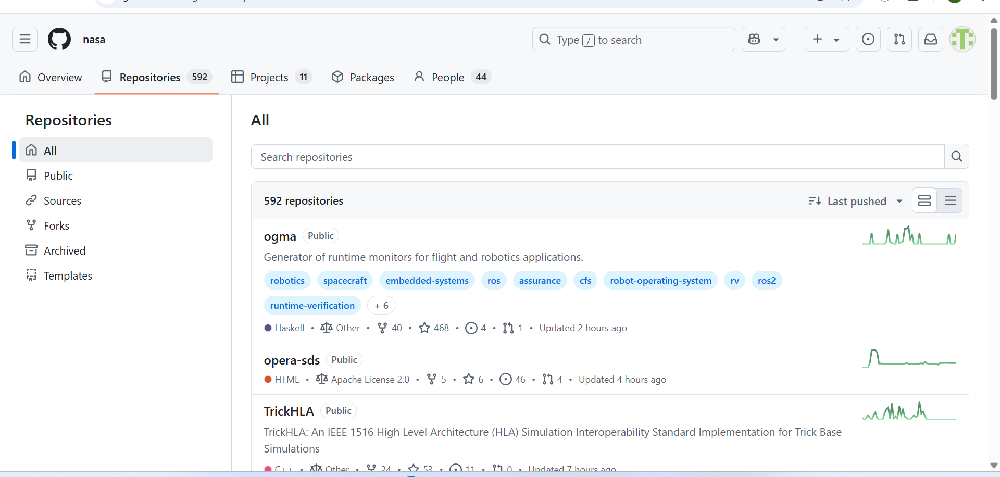 nasa
Type / to search
Overview
Repositories 592
Projects 11
Packages
People 44
Repositories
All
Public
Sources
Forks
Archived
Templates
All
Search repositories
592 repositories
Last pushed
ogma Public
Generator of runtime monitors for flight and robotics applications.
robotics spacecraft embedded-systems ros assurance cfs robot-operating-system rv ros2
runtime-verification + 6
Haskell • Other • 40 • 468 • 4 • 1 • Updated 2 hours ago
opera-sds Public
HTML • Apache License 2.0 • 5 • 6 • 46 • 4 • Updated 4 hours ago
TrickHLA Public
TrickHLA: An IEEE 1516 High Level Architecture (HLA) Simulation Interoperability Standard Implementation for Trick Base
Simulations
C++ • Other • 24 • 53 • 11 • 0 • Updated 7 hours ago